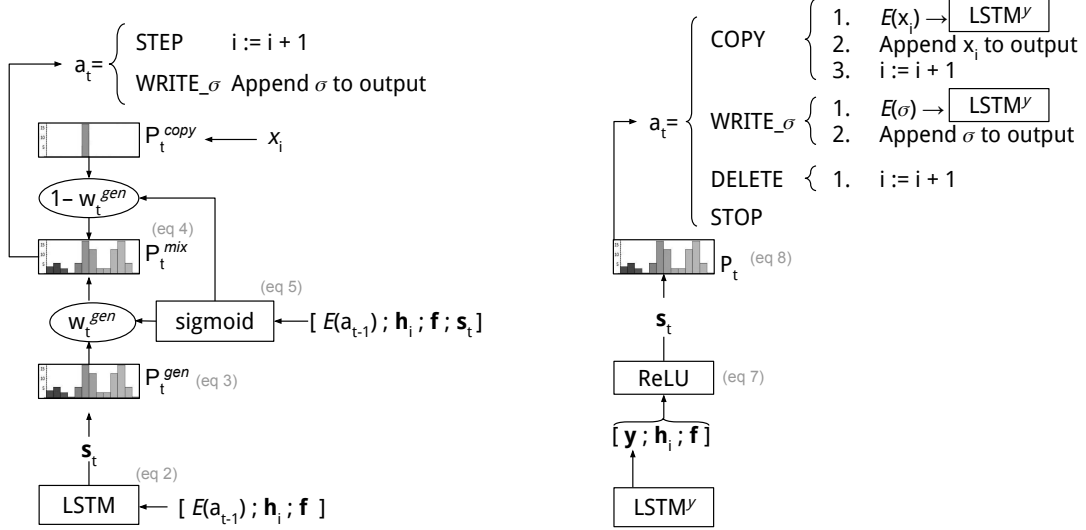 STEP i := i + 1
a_t=
WRITE_σ Append σ to output
P_t^copy
x_i
1– w_t^gen
(eq 4)
P_t^mix
(eq 5)
w_t^gen
sigmoid
[ E(a_t-1) ; h_i ; f ; s_t ]
P_t^gen (eq 3)
s_t
(eq 2)
LSTM
[ E(a_t-1) ; h_i ; f ]
1. E(x_i) → LSTM^y
COPY 2. Append x_i to output
3. i := i + 1
a_t=
1. E(σ) → LSTM^y
WRITE_σ
2. Append σ to output
DELETE 1. i := i + 1
STOP
P_t (eq 8)
s_t
ReLU (eq 7)
[ y ; h_i ; f ]
LSTM^y